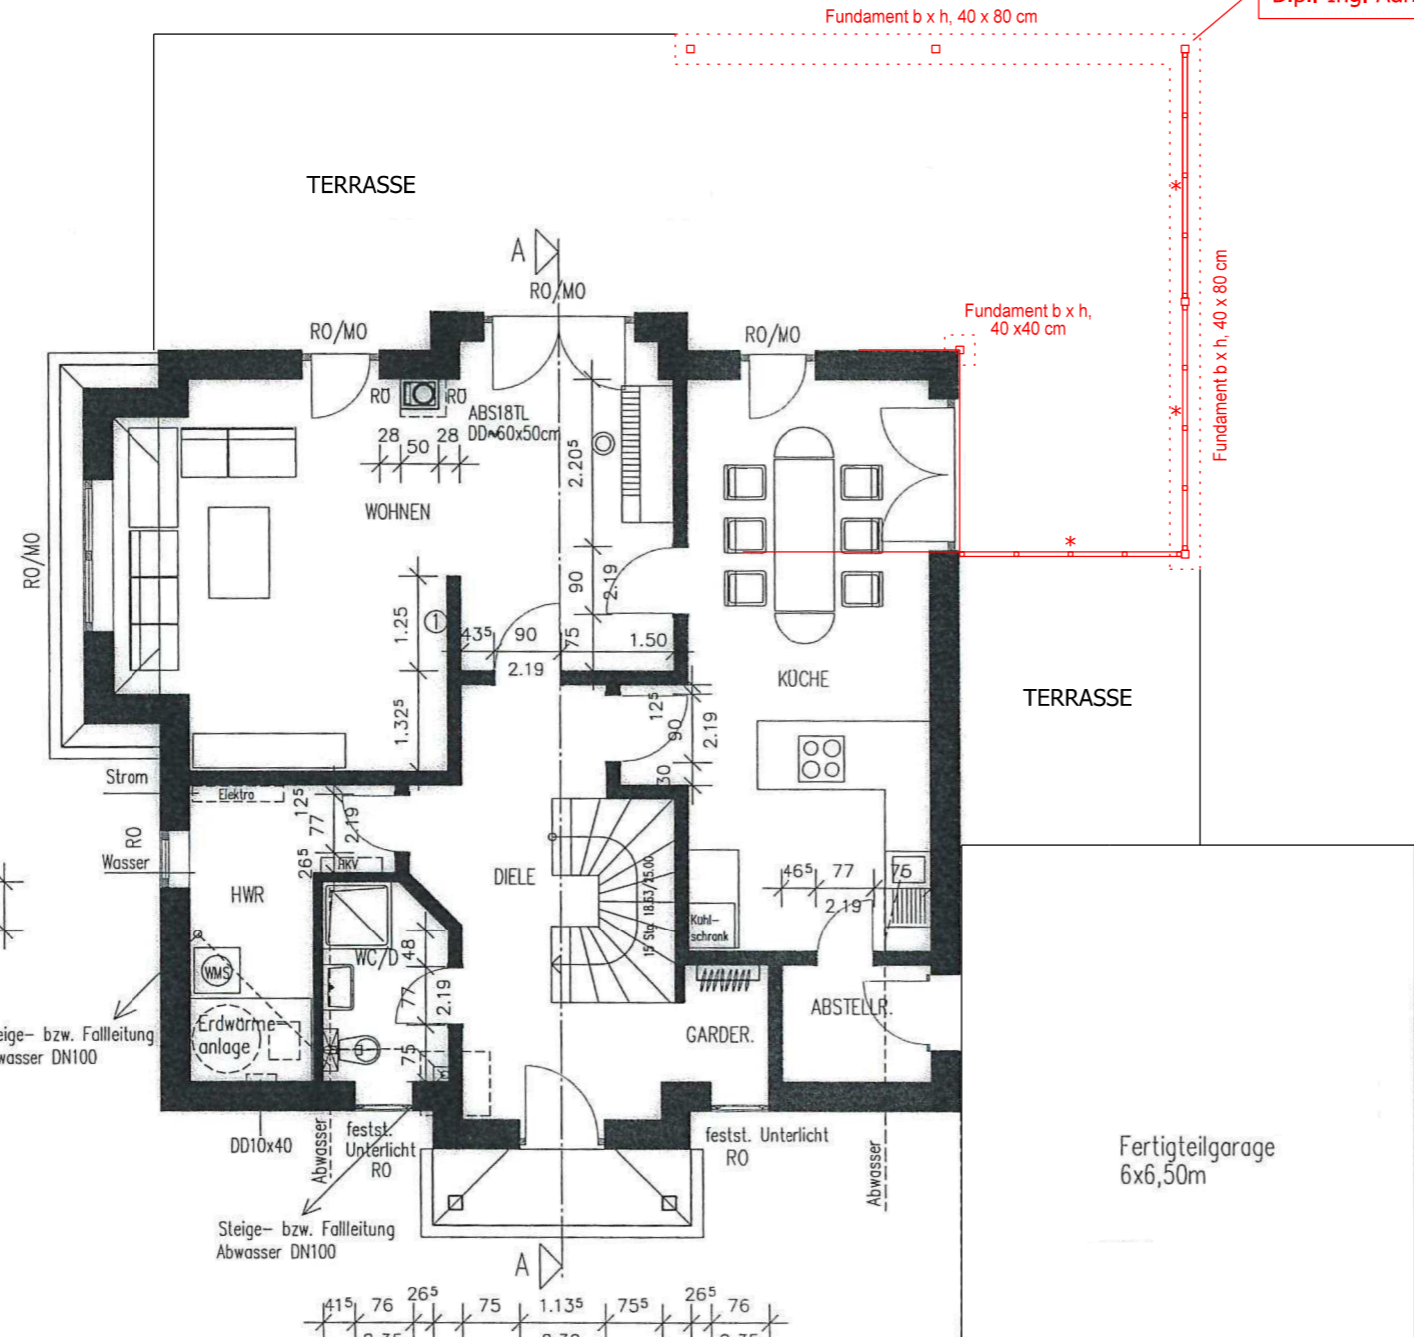 Fundament b x h, 40 x 80 cm
TERRASSE
A
RO/MO
RO/MO
RO/MO
Fundament b x h,
40 x40 cm
Fundament b x h, 40 x 80 cm
RO
RO
ABS18TL
DD~60x50cm
28
50
28
2.20⁵
WOHNEN
RO/MO
1.25
1
90
2.19
43⁵
90
75
1.50
2.19
KÜCHE
TERRASSE
1.32⁵
12⁵
90
2.19
30
Strom
Elektro
12⁵
77
2.19
26⁵
RO
Wasser
HKV
HWR
DIELE
15 Stg. 18.53/25.00
46⁵
77
75
2.19
Kühl-
schrank
WC/D
48
77
2.19
75
WMS
Erdwärme-
anlage
GARDER.
ABSTELLR.
eige- bzw. Fallleitung
wasser DN100
DD10x40
Abwasser
festst.
Unterlicht
RO
festst. Unterlicht
RO
Abwasser
Fertigteilgarage
6x6,50m
Steige- bzw. Fallleitung
Abwasser DN100
A
41⁵
76
26⁵
75
1.13⁵
75⁵
26⁵
76